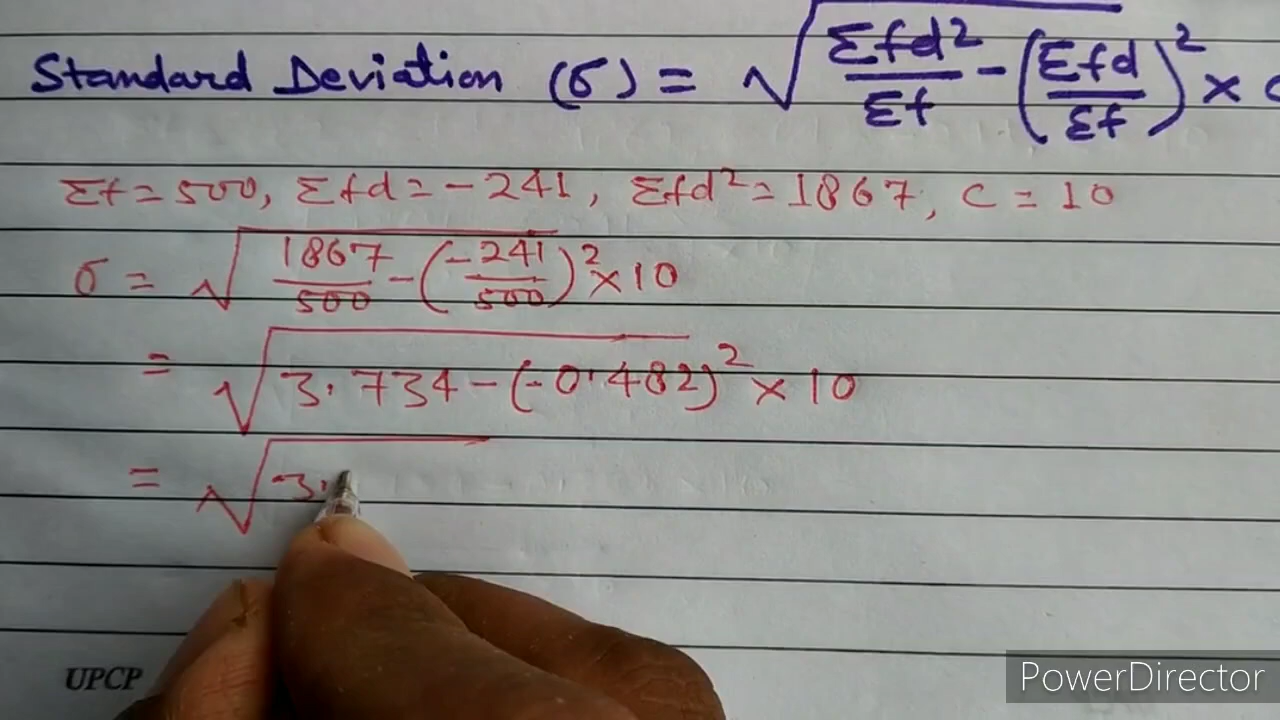 Standard Deviation (σ) = √Σfd²/Σf - (Σfd/Σf)² × c
Σf = 500, Σfd = -241, Σfd² = 1867, C = 10
σ = √1867/500 - (-241/500)² × 10
= √3.734 - (-0.482)² × 10
= √3.
UPCP
PowerDirector